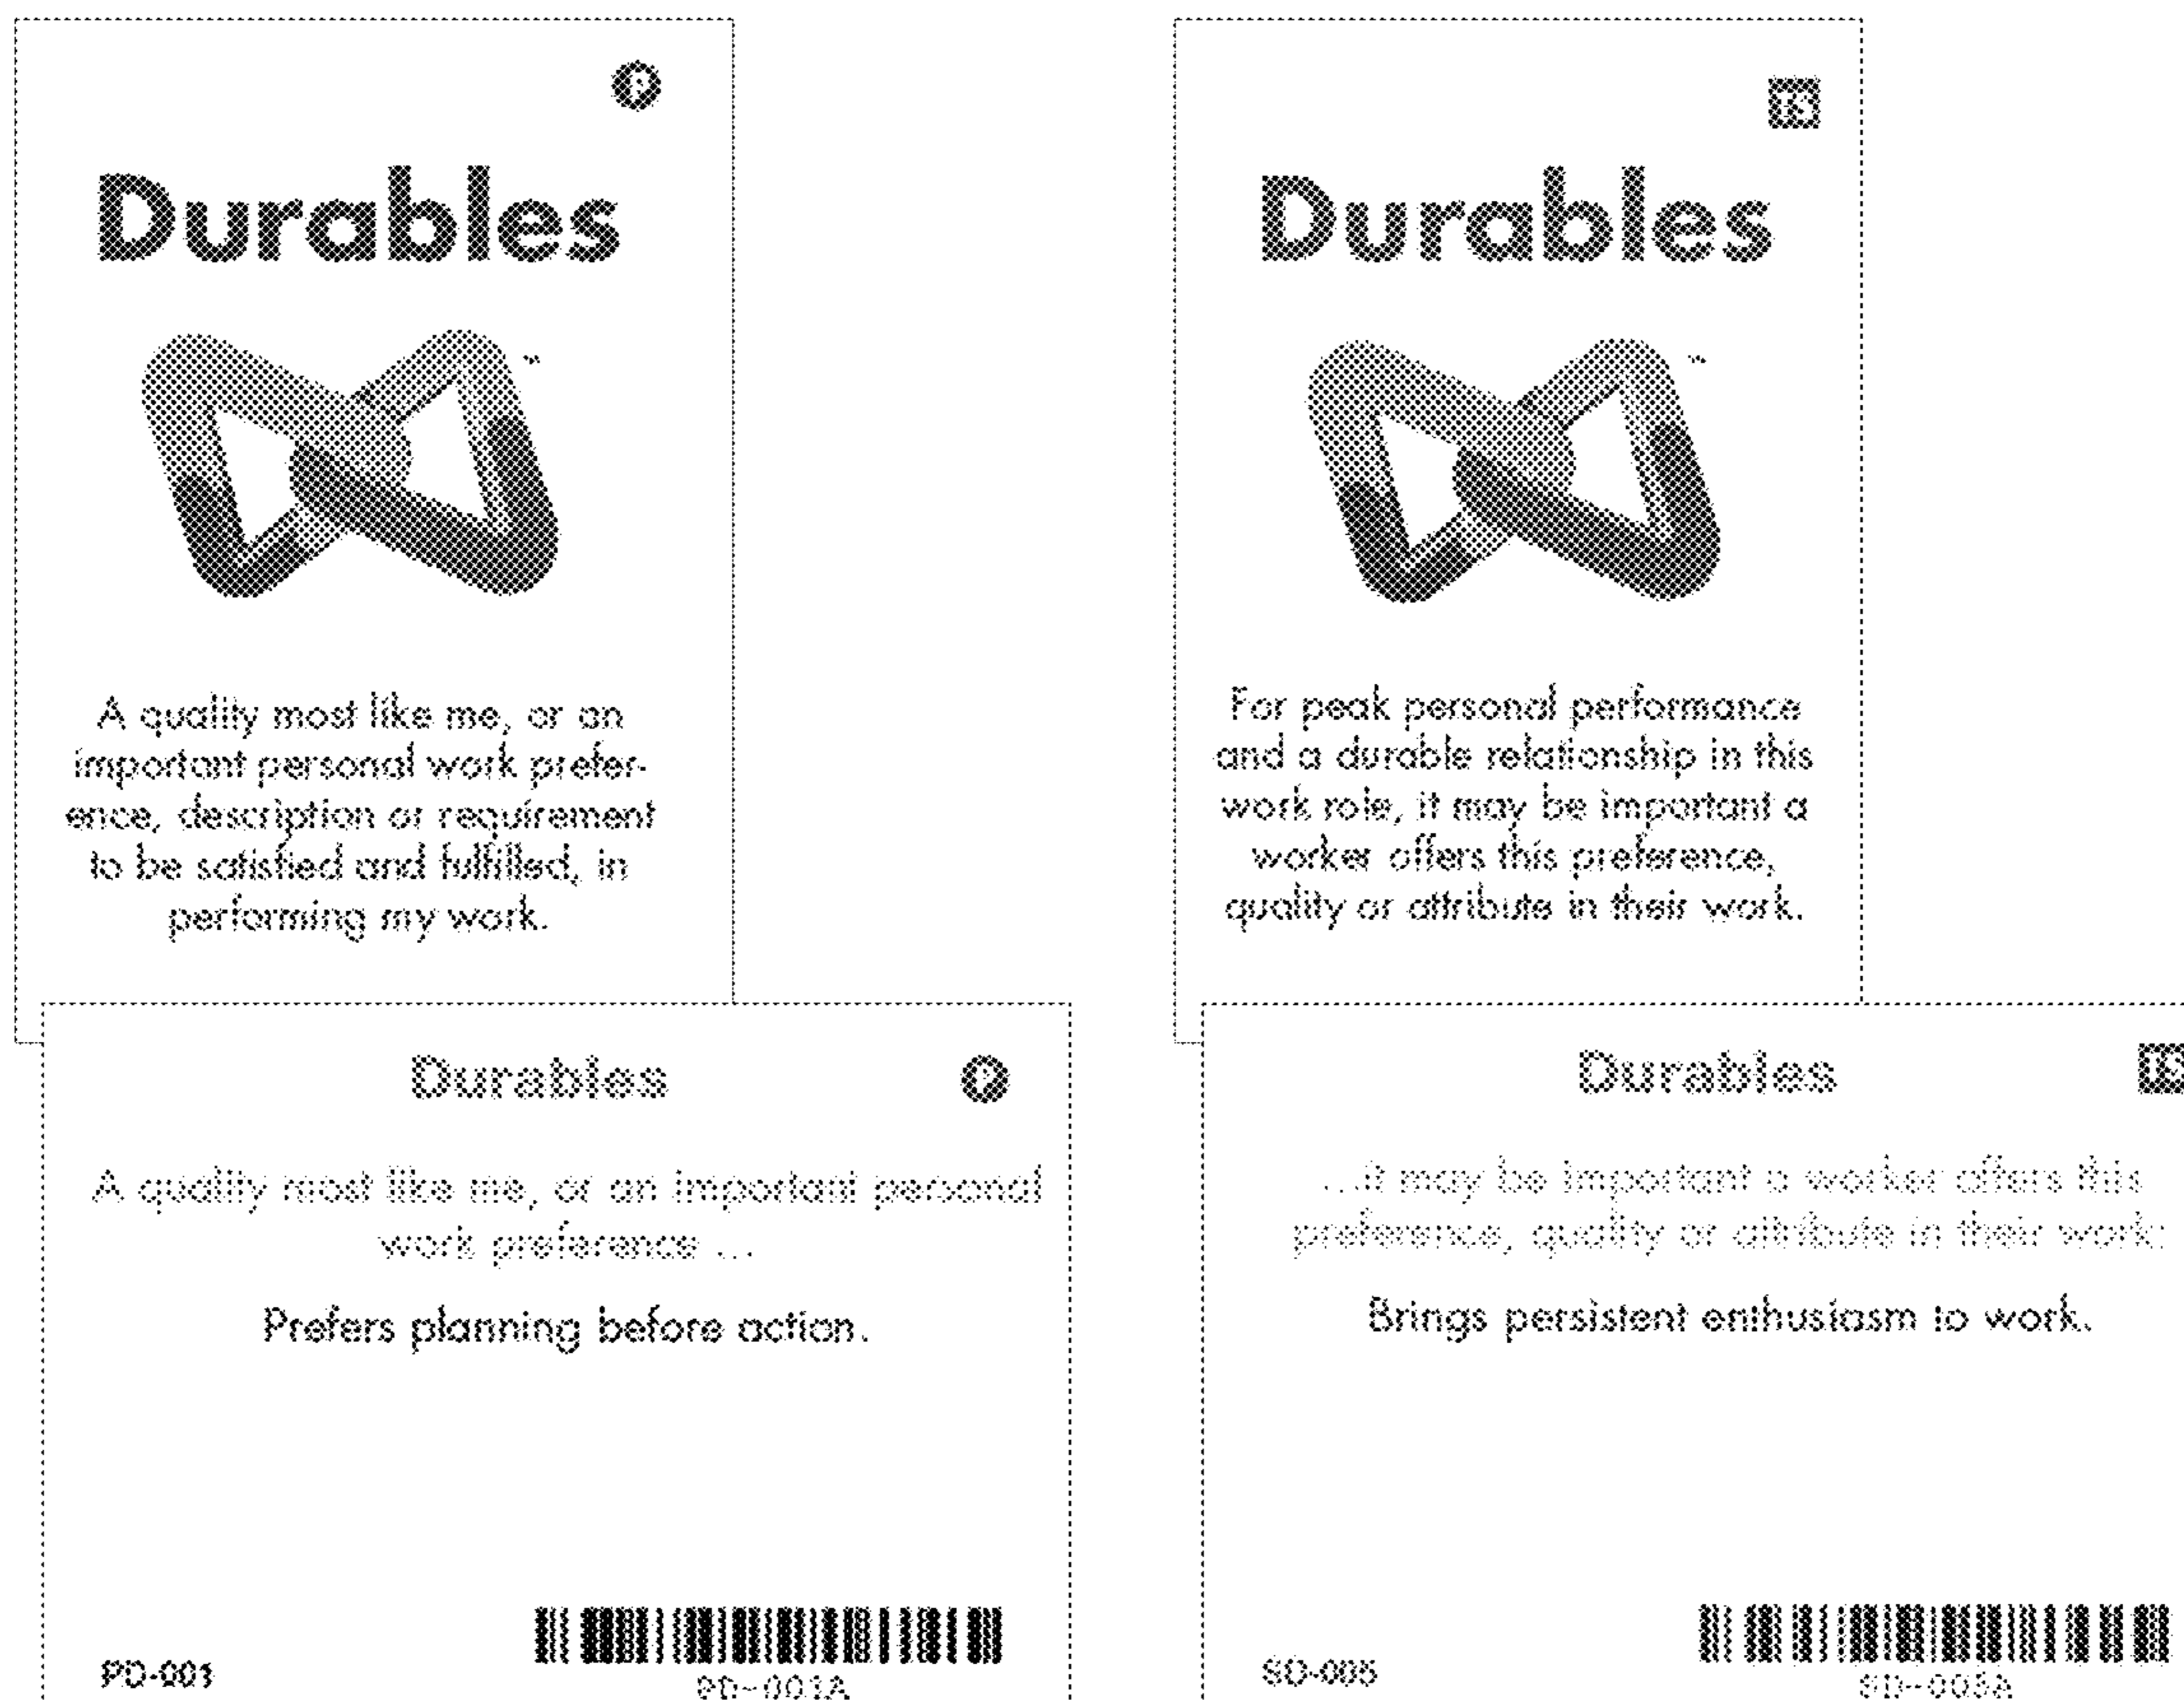 P
Durables
™
A quality most like me, or an
important personal work prefer-
ence, description or requirement
to be satisfied and fulfilled, in
performing my work.
Durables
P
A quality most like me, or an important personal
work preference ...
Prefers planning before action.
PD-001
PD-001A
Durables
™
For peak personal performance
and a durable relationship in this
work role, it may be important a
worker offers this preference,
quality or attribute in their work.
Durables
...it may be important a worker offers this
preference, quality or attribute in their work:
Brings persistent enthusiasm to work.
SD-005
SD-005A